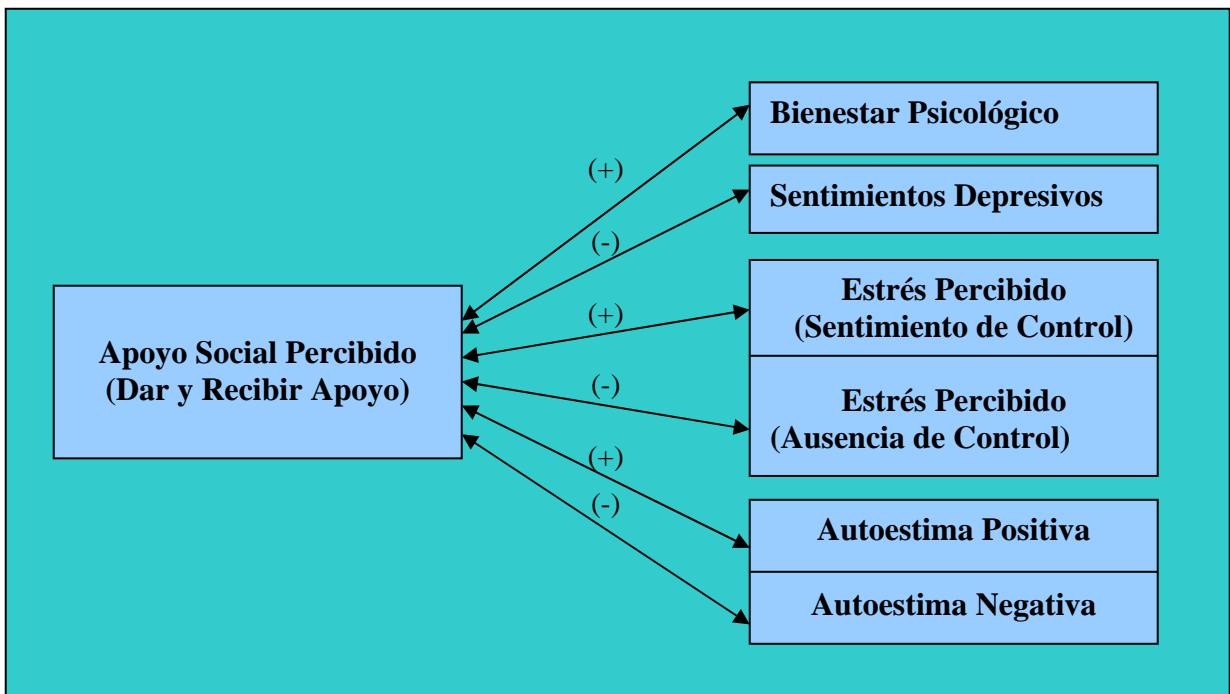 Bienestar Psicológico
(+)
Sentimientos Depresivos
(-)
Estrés Percibido
(Sentimiento de Control)
(+)
Apoyo Social Percibido
(Dar y Recibir Apoyo)
(-)
Estrés Percibido
(Ausencia de Control)
(+)
(-)
Autoestima Positiva
Autoestima Negativa